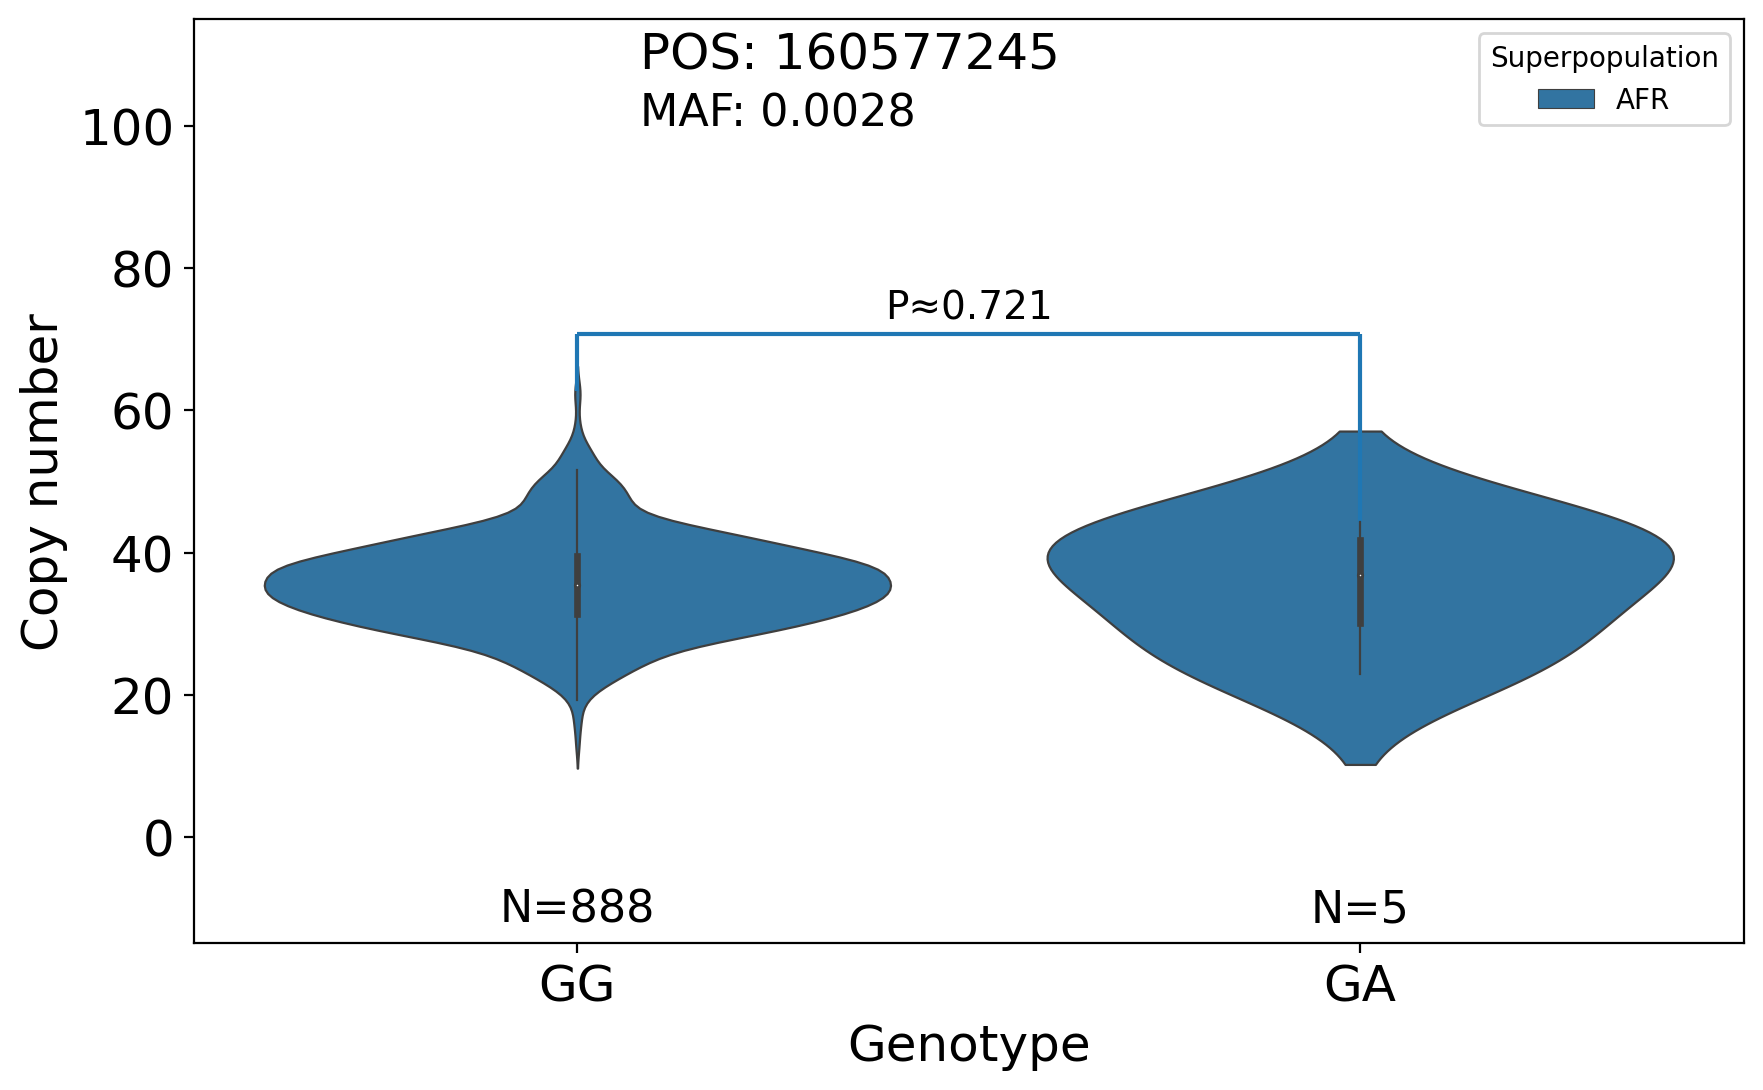 POS: 160577245
MAF: 0.0028
Superpopulation
AFR
P≈0.721
Copy number
100
80
60
40
20
0
N=888
N=5
GG
GA
Genotype